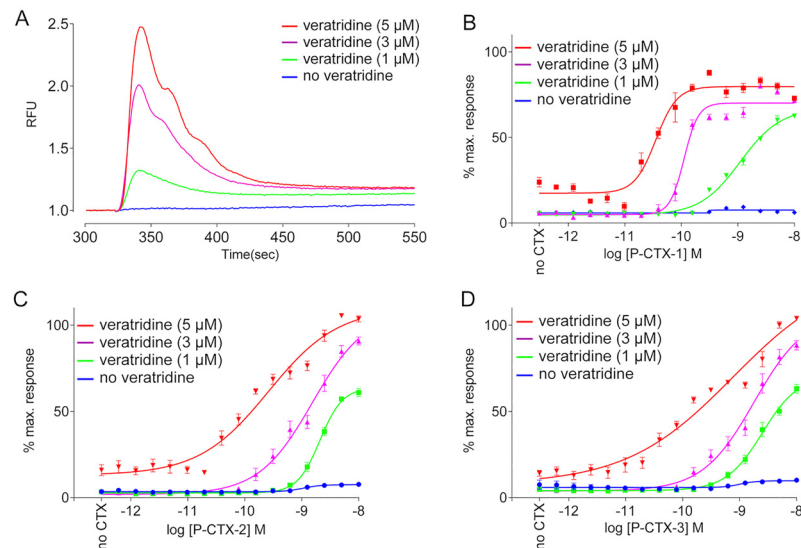 A
2.5
2.0
1.5
1.0
RFU
300
350
400
450
500
550
Time(sec)
veratridine (5 µM)
veratridine (3 µM)
veratridine (1 µM)
no veratridine
B
100
50
0
% max. response
veratridine (5 µM)
veratridine (3 µM)
veratridine (1 µM)
no veratridine
no CTX
-12
-11
-10
-9
-8
log [P-CTX-1] M
C
100
50
0
% max. response
veratridine (5 µM)
veratridine (3 µM)
veratridine (1 µM)
no veratridine
no CTX
-12
-11
-10
-9
-8
log [P-CTX-2] M
D
100
50
0
% max. response
veratridine (5 µM)
veratridine (3 µM)
veratridine (1 µM)
no veratridine
no CTX
-12
-11
-10
-9
-8
log [P-CTX-3] M